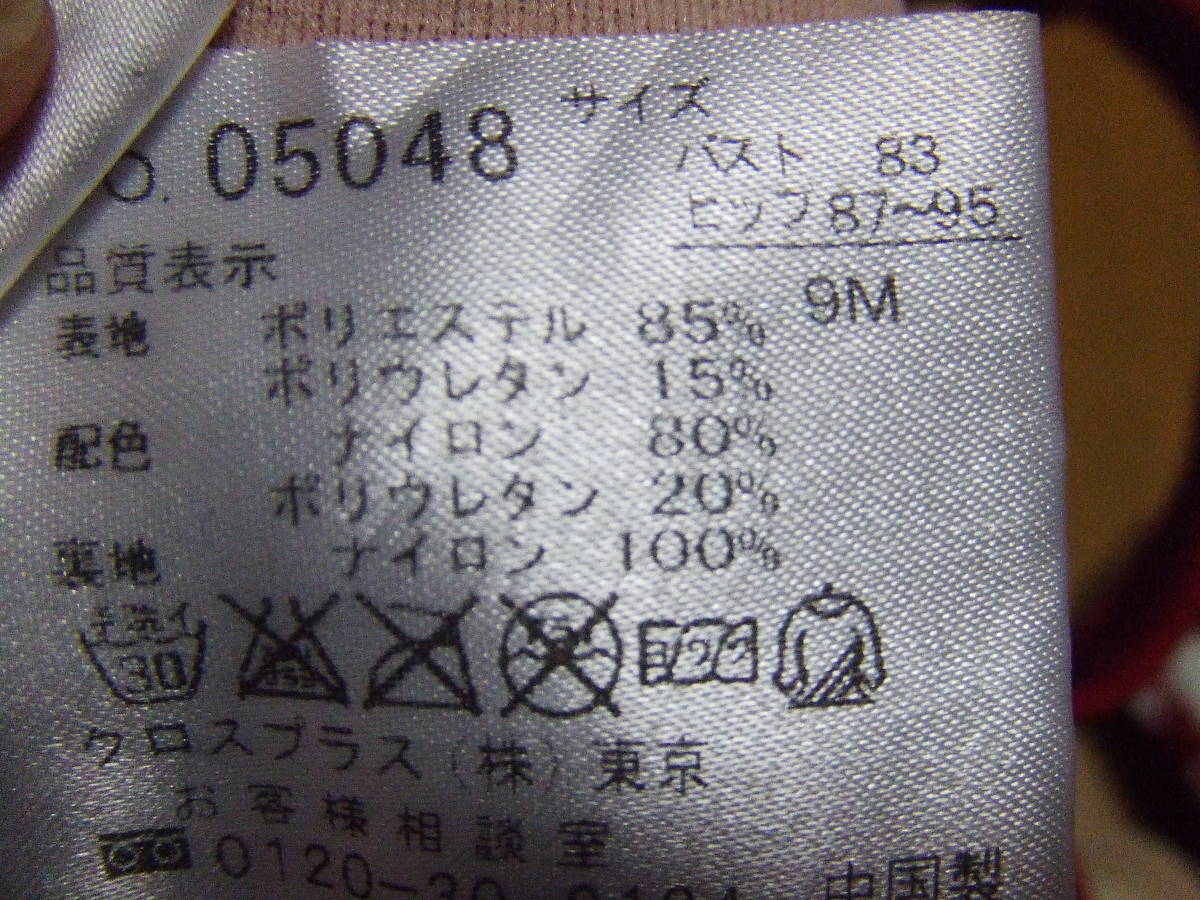 O. 05048
サイズ
バスト 83
ヒップ 87~95
9M
品質表示
表地 ポリエステル 85%
ポリウレタン 15%
配色 ナイロン 80%
ポリウレタン 20%
裏地 ナイロン 100%
手洗イ
30
クロスプラス(株)東京
お客様相談室
0120-30-
中国製